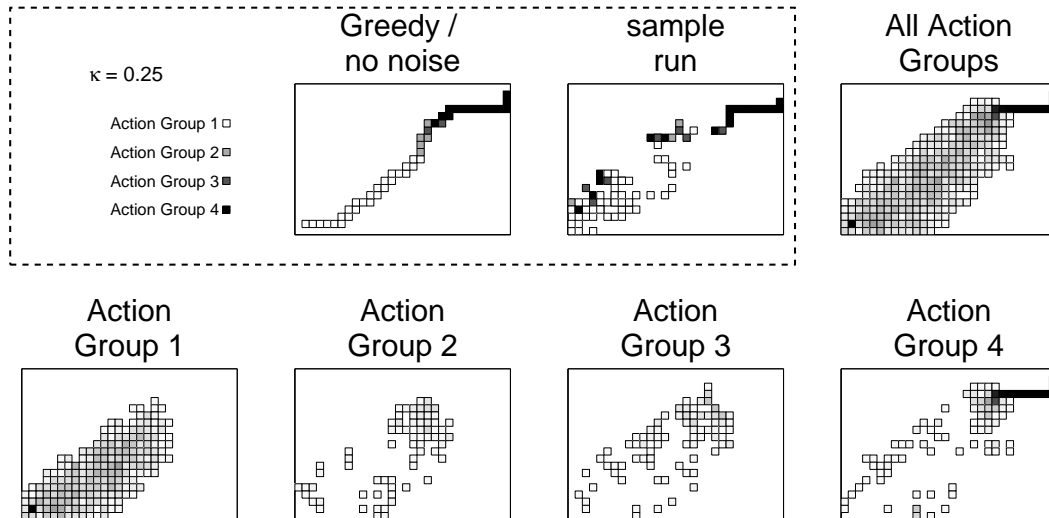 Greedy /
no noise
sample
run
All Action
Groups
κ = 0.25
Action Group 1
Action Group 2
Action Group 3
Action Group 4
Action
Group 1
Action
Group 2
Action
Group 3
Action
Group 4